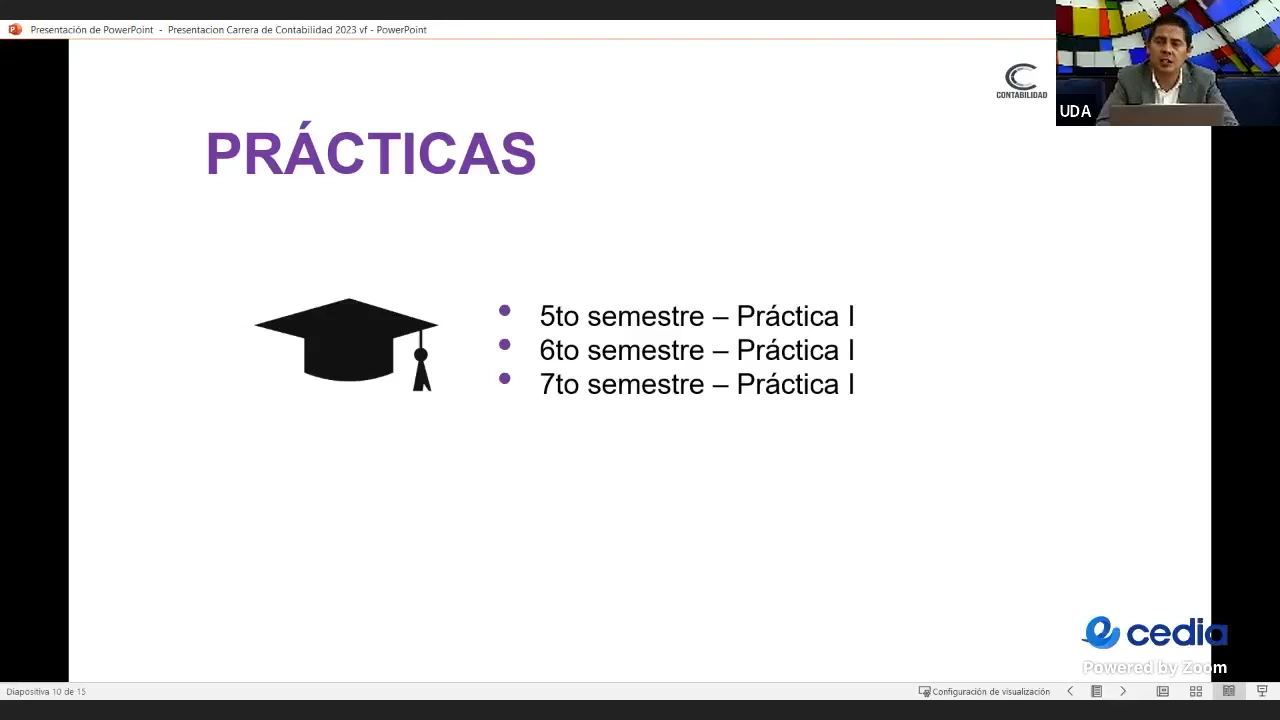 Presentación de PowerPoint - Presentacion Carrera de Contabilidad 2023 vf - PowerPoint
CONTABILIDAD
UDA
PRÁCTICAS
5to semestre – Práctica I
6to semestre – Práctica I
7to semestre – Práctica I
cedia
Powered by Zoom
Diapositiva 10 de 15
Configuración de visualización